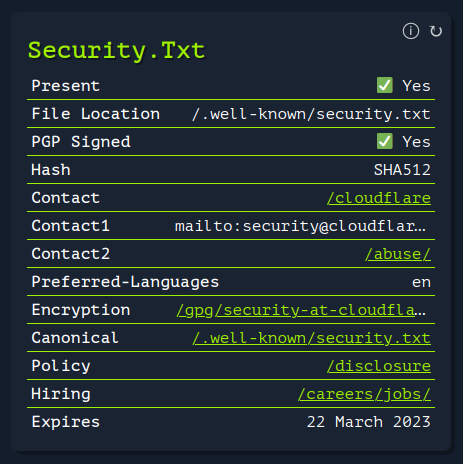 Security.Txt
Present ✅ Yes
File Location /.well-known/security.txt
PGP Signed ✅ Yes
Hash SHA512
Contact /cloudflare
Contact1 mailto:security@cloudflar…
Contact2 /abuse/
Preferred-Languages en
Encryption /gpg/security-at-cloudfla…
Canonical /.well-known/security.txt
Policy /disclosure
Hiring /careers/jobs/
Expires 22 March 2023